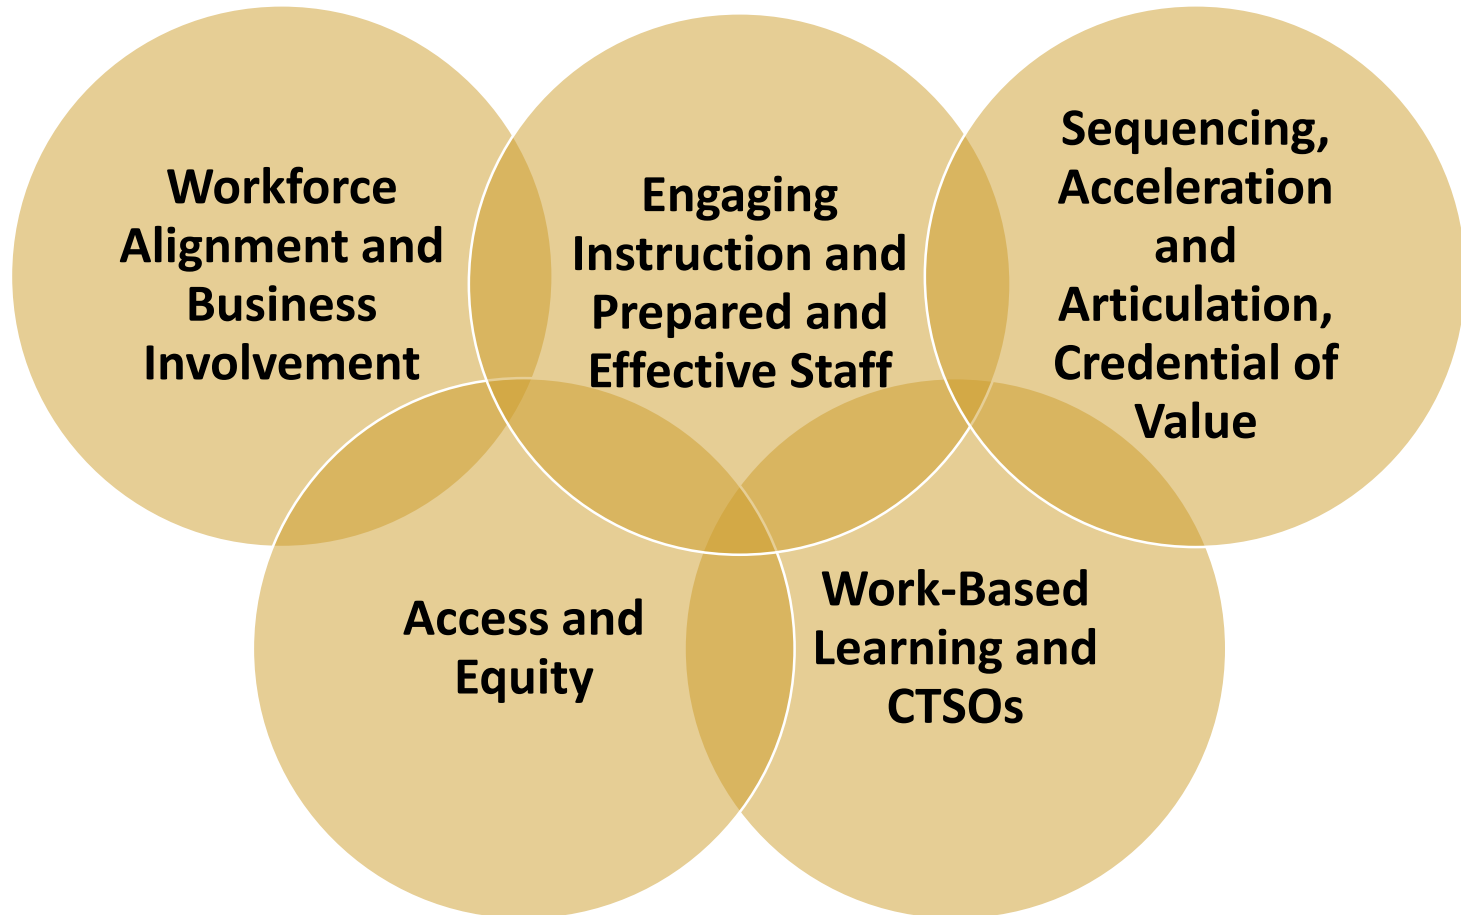 Workforce
Alignment and
Business
Involvement
Engaging
Instruction and
Prepared and
Effective Staff
Sequencing,
Acceleration
and
Articulation,
Credential of
Value
Access and
Equity
Work-Based
Learning and
CTSOs